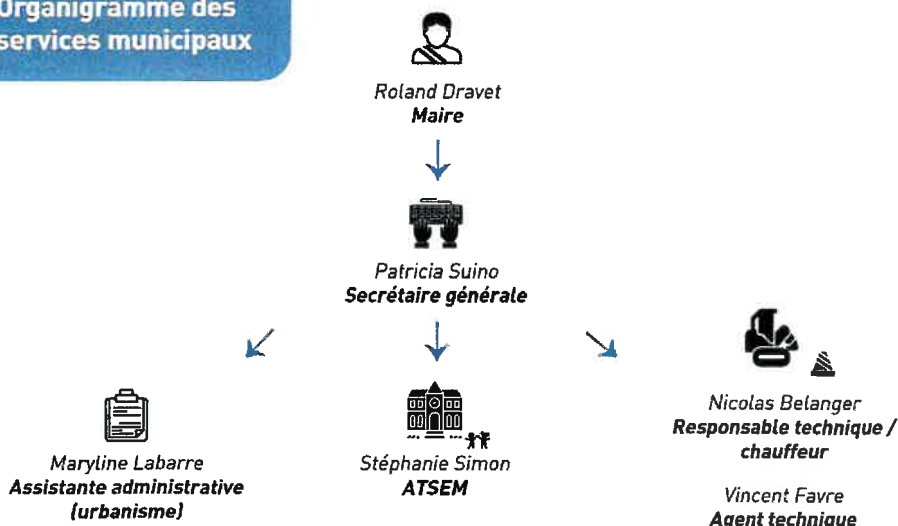 Organigramme des
services municipaux
Roland Dravet
Maire
Patricia Suino
Secrétaire générale
Maryline Labarre
Assistante administrative
(urbanisme)
Stéphanie Simon
ATSEM
Nicolas Belanger
Responsable technique /
chauffeur
Vincent Favre
Agent technique